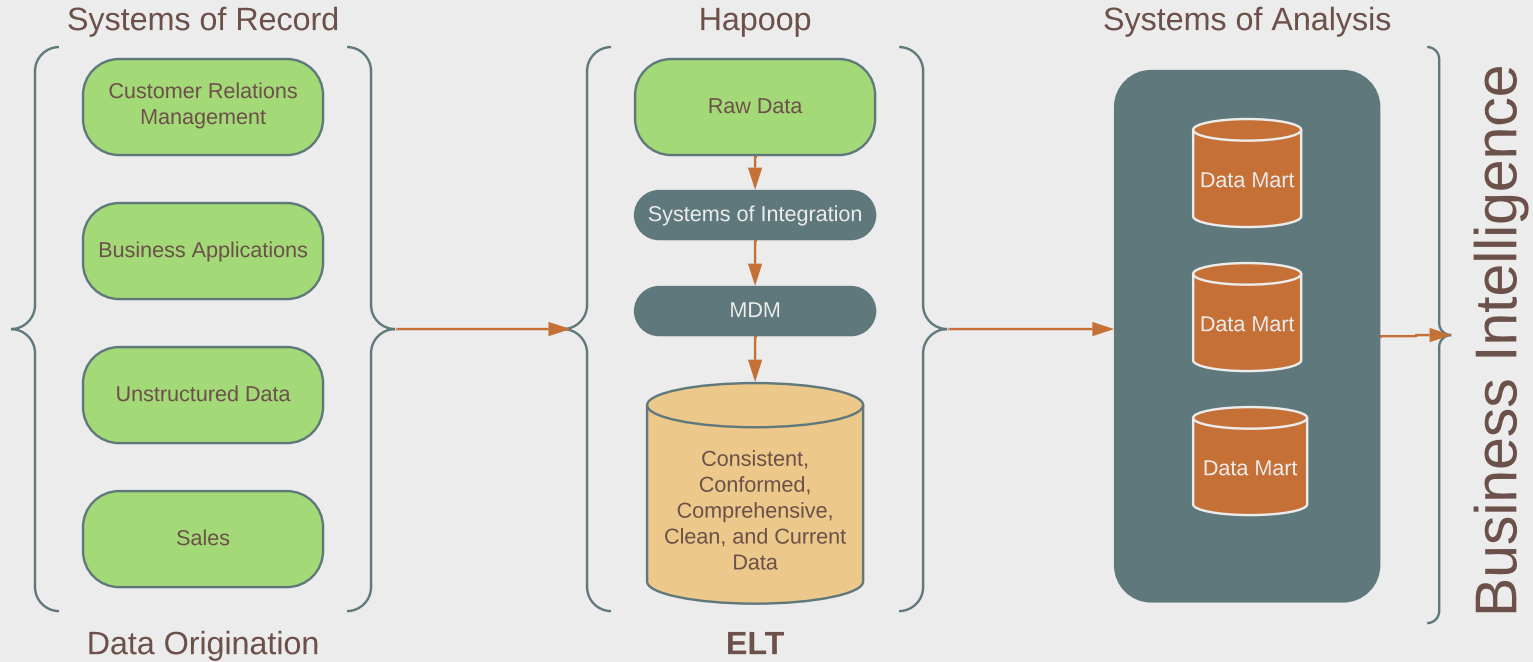 Systems of Record
Customer Relations
Management
Business Applications
Unstructured Data
Sales
Data Origination
Hapoop
Raw Data
Systems of Integration
MDM
Consistent,
Conformed,
Comprehensive,
Clean, and Current
Data
ELT
Systems of Analysis
Data Mart
Data Mart
Data Mart
Business Intelligence